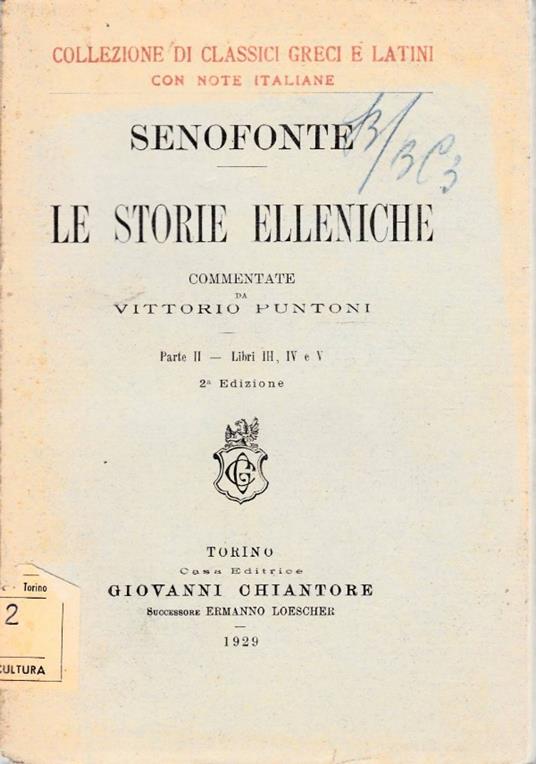 COLLEZIONE DI CLASSICI GRECI E LATINI
CON NOTE ITALIANE
SENOFONTE
B/BC3
LE STORIE ELLENICHE
COMMENTATE
DA
VITTORIO PUNTONI
Parte II — Libri III, IV e V
2ª Edizione
TORINO
Casa Editrice
GIOVANNI CHIANTORE
Successore ERMANNO LOESCHER
1929
Torino
2
CULTURA